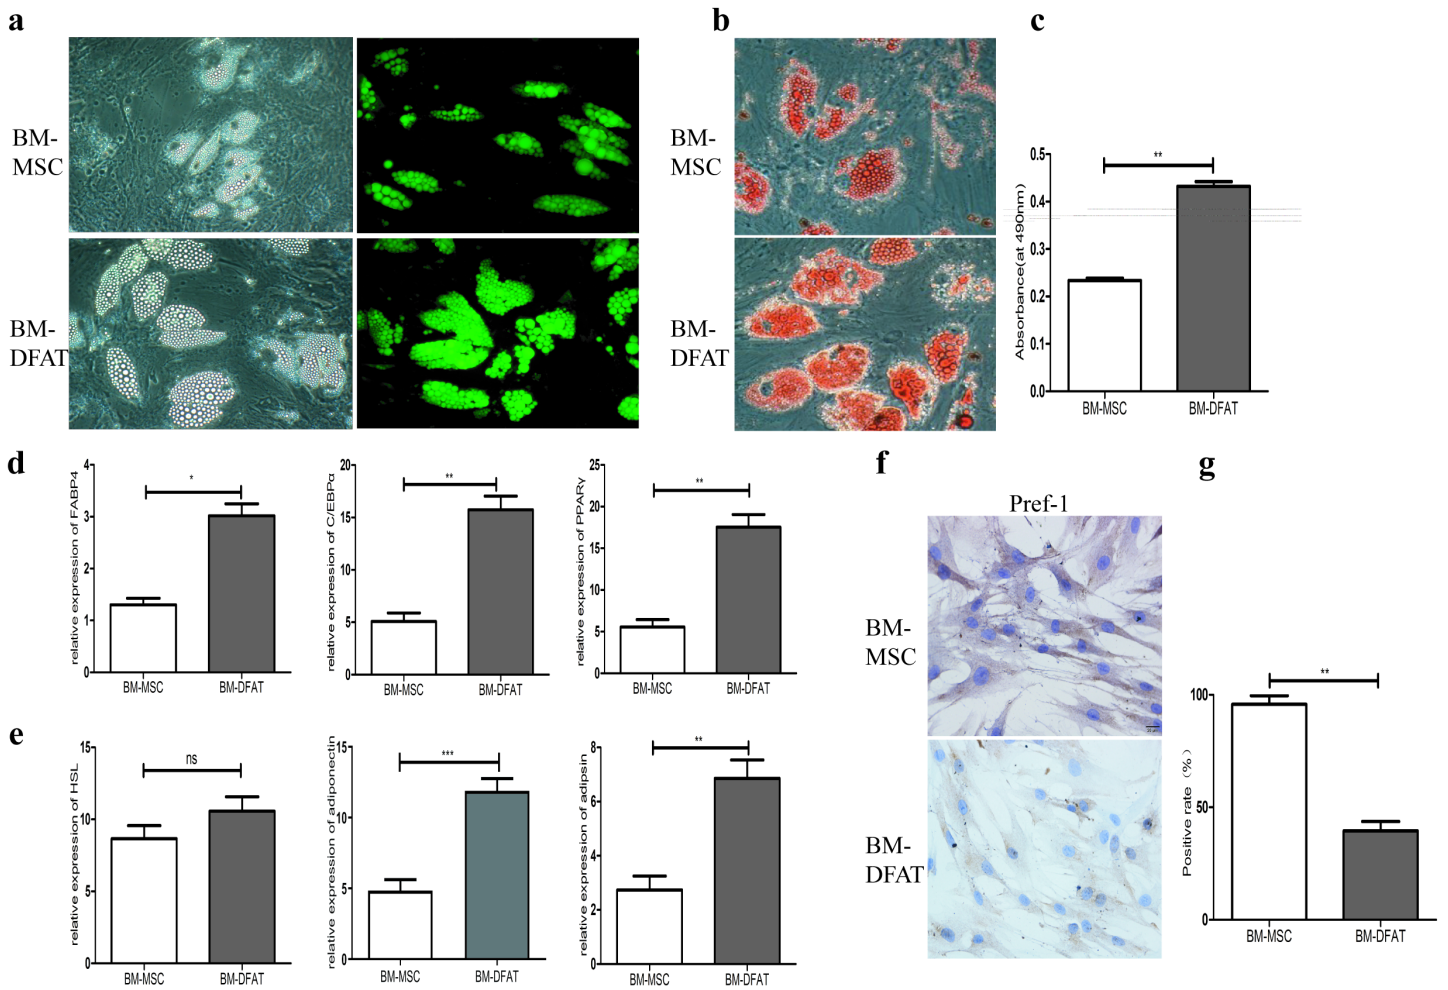 a
BM-
MSC
BM-
DFAT
b
BM-
MSC
BM-
DFAT
c
Absorbance(at 490nm)
0.5
0.4
0.3
0.2
0.1
0.0
**
BM-MSC
BM-DFAT
d
relative expression of FABP4
4
3
2
1
0
*
BM-MSC
BM-DFAT
relative expression of C/EBPα
20
15
10
5
0
**
BM-MSC
BM-DFAT
relative expression of PPARγ
25
20
15
10
5
0
**
BM-MSC
BM-DFAT
e
relative expression of HSL
15
10
5
0
ns
BM-MSC
BM-DFAT
relative expression of adiponectin
15
10
5
0
***
BM-MSC
BM-DFAT
relative expression of adipsin
8
6
4
2
0
**
BM-MSC
BM-DFAT
f
Pref-1
BM-
MSC
BM-
DFAT
g
Positive rate (%)
100
50
0
**
BM-MSC
BM-DFAT